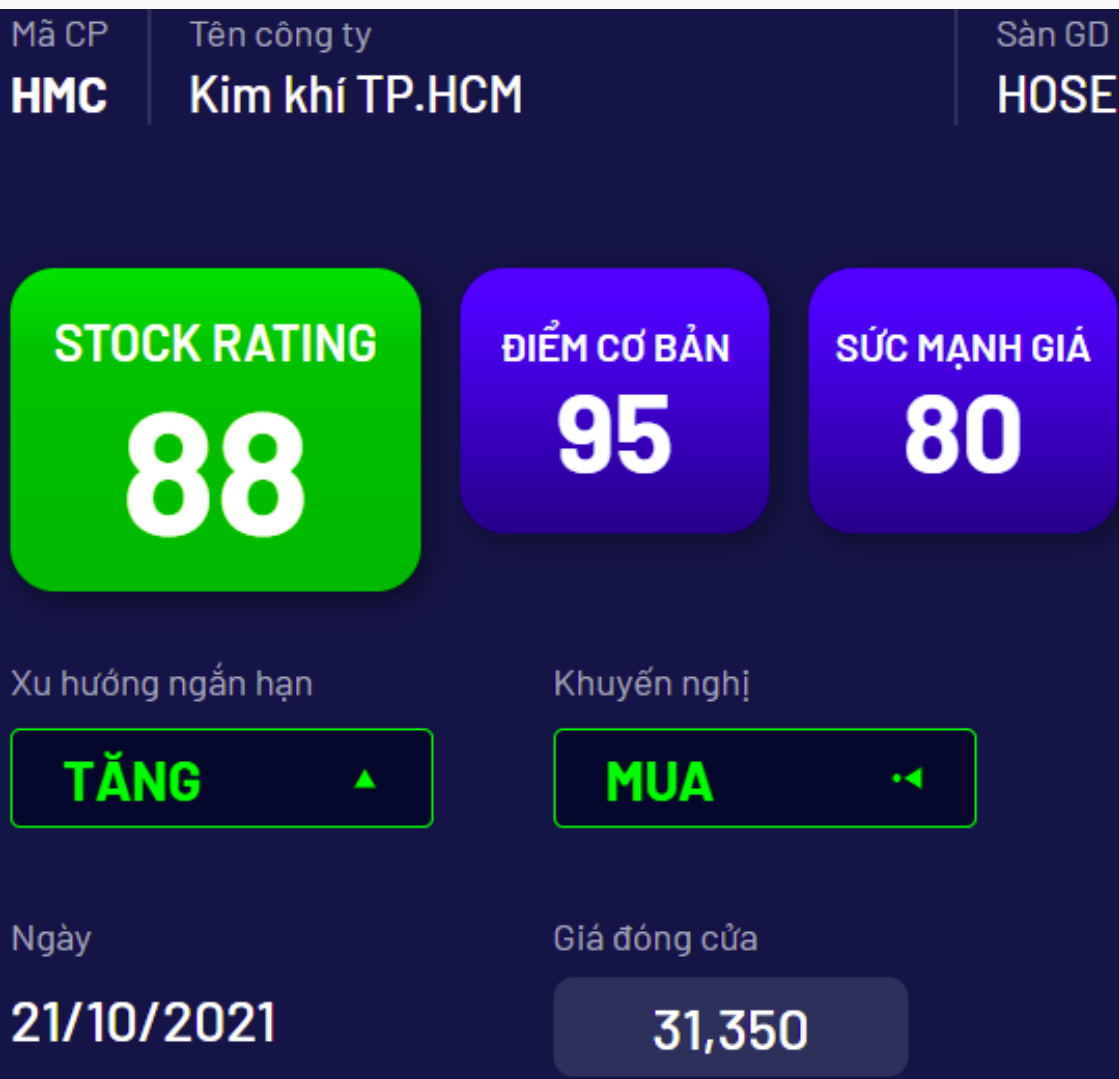 Mã CP Tên công ty Sàn GD
HMC Kim khí TP.HCM HOSE
STOCK RATING ĐIỂM CƠ BẢN SỨC MẠNH GIÁ
88 95 80
Xu hướng ngắn hạn Khuyến nghị
TĂNG MUA
Ngày Giá đóng cửa
21/10/2021 31,350